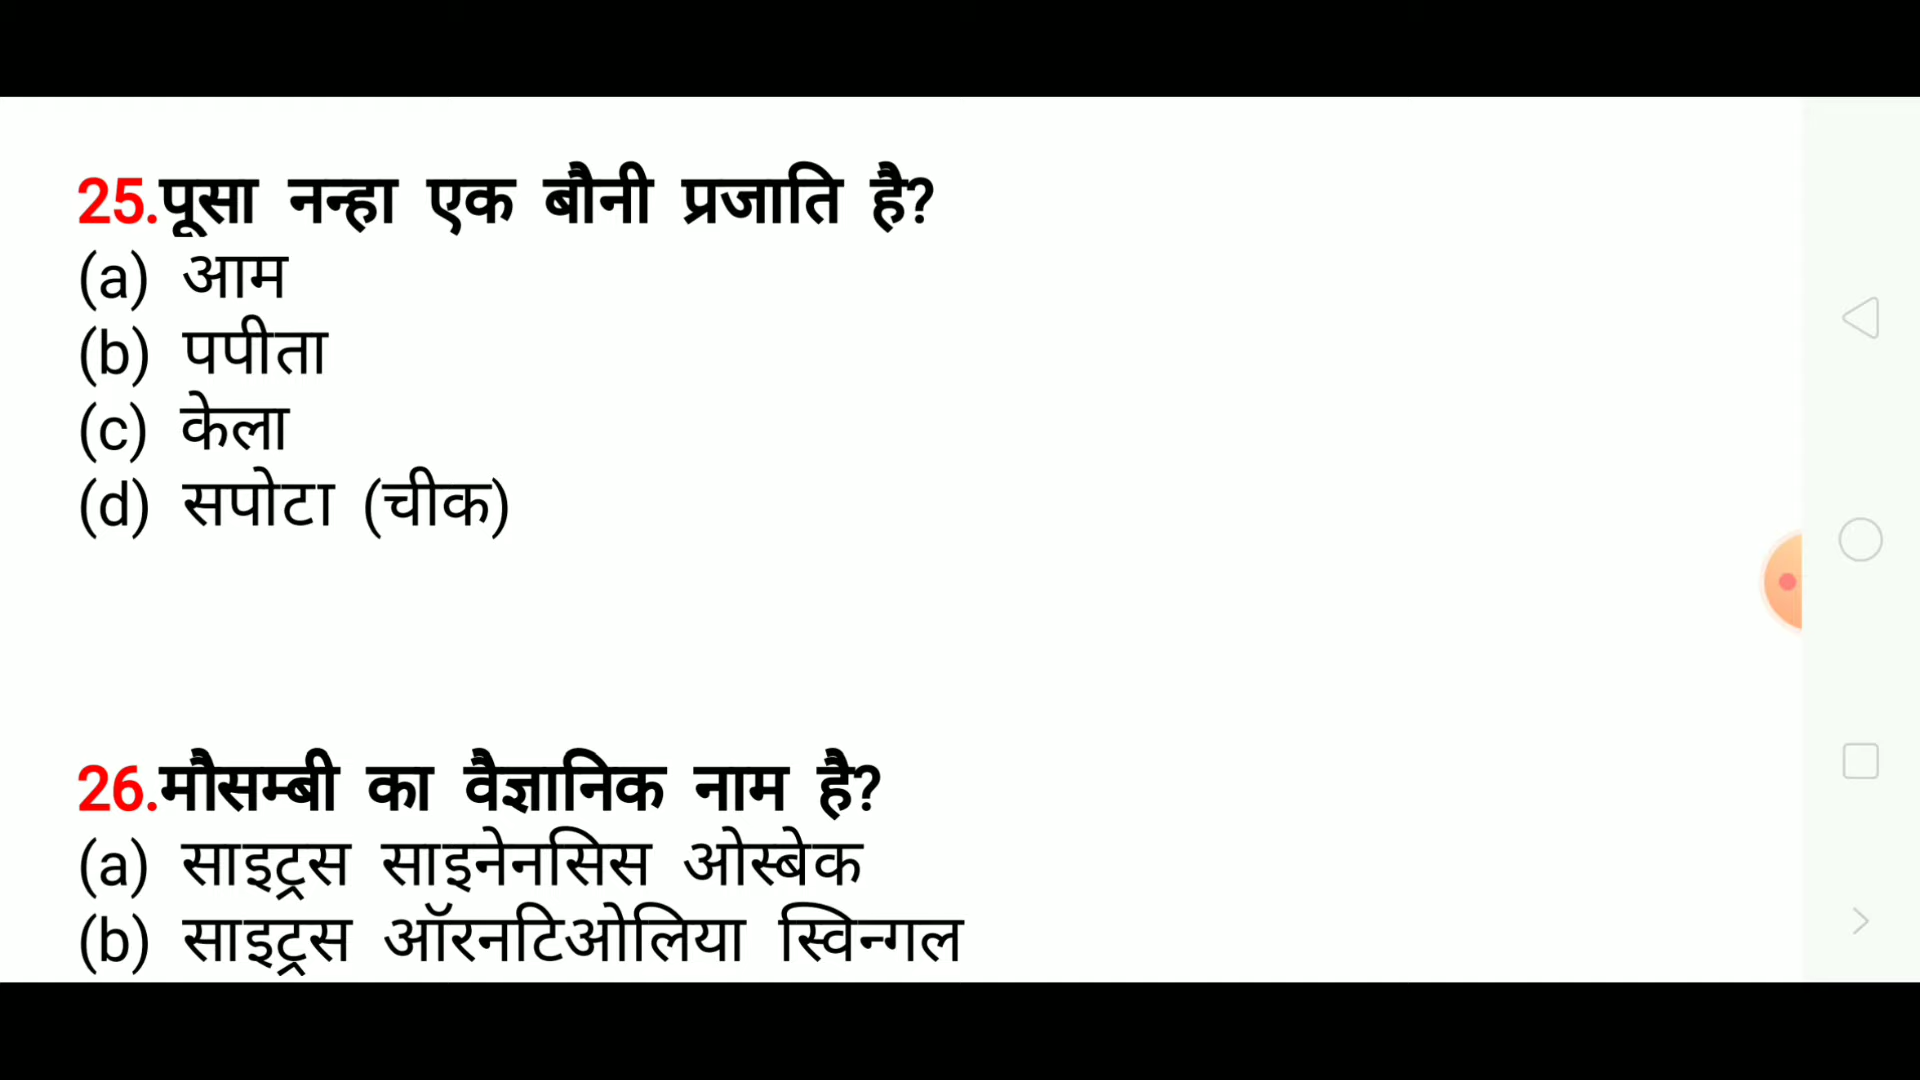 25.पूसा नन्हा एक बौनी प्रजाति है?
(a) आम
(b) पपीता
(c) केला
(d) सपोटा (चीक)
26.मौसम्बी का वैज्ञानिक नाम है?
(a) साइट्रस साइनेनसिस ओस्बेक
(b) साइट्रस ऑरनटिओलिया स्विन्गल